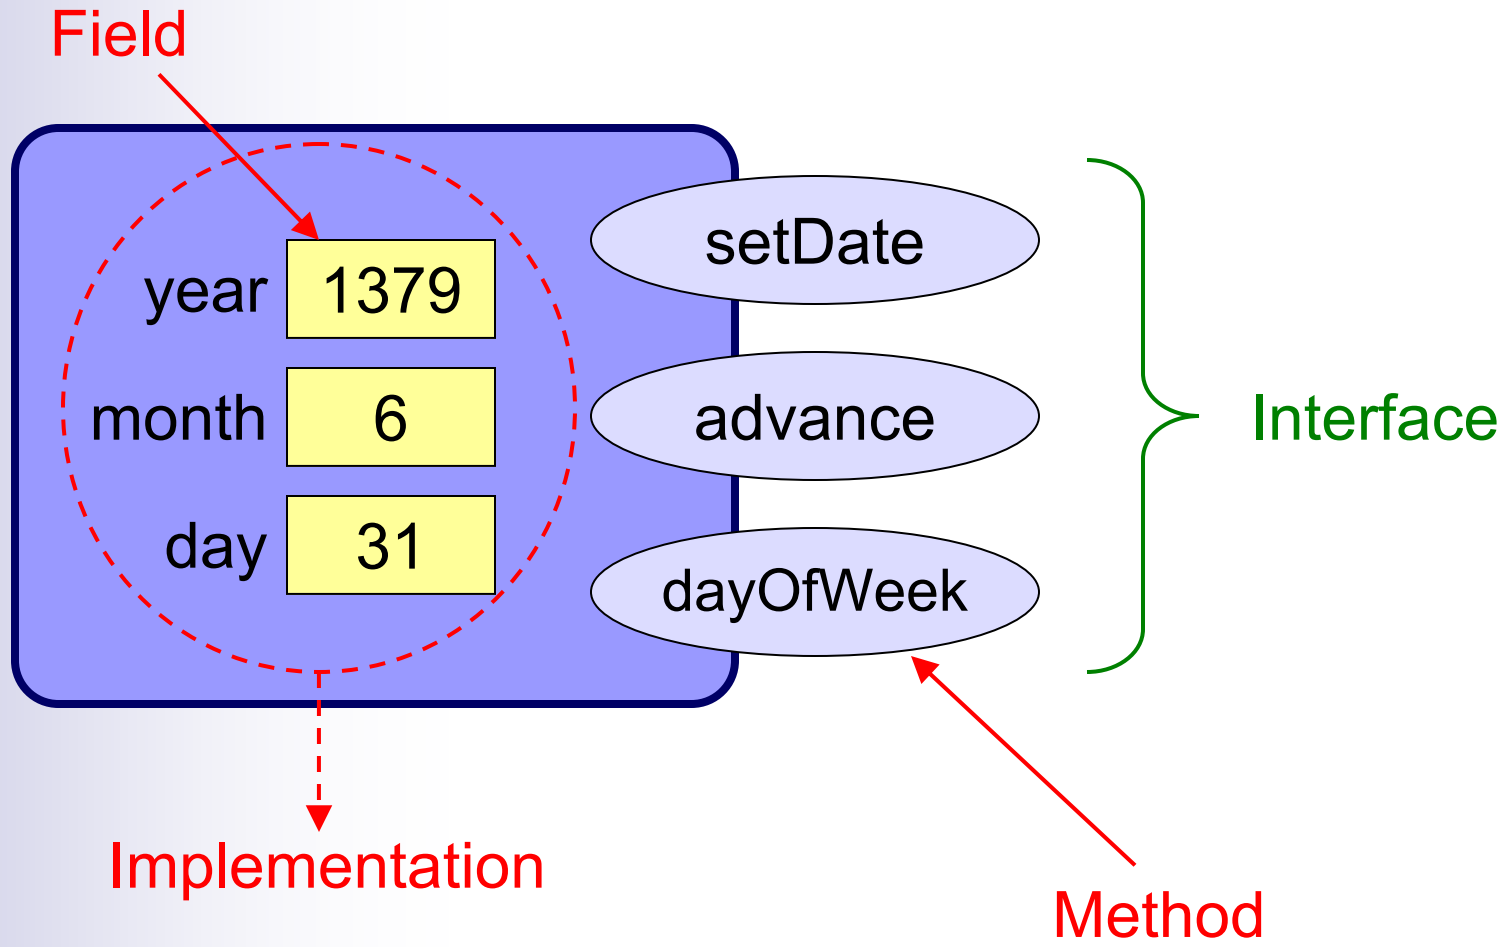 Field
year 1379
month 6
day 31
setDate
advance
dayOfWeek
Interface
Implementation
Method